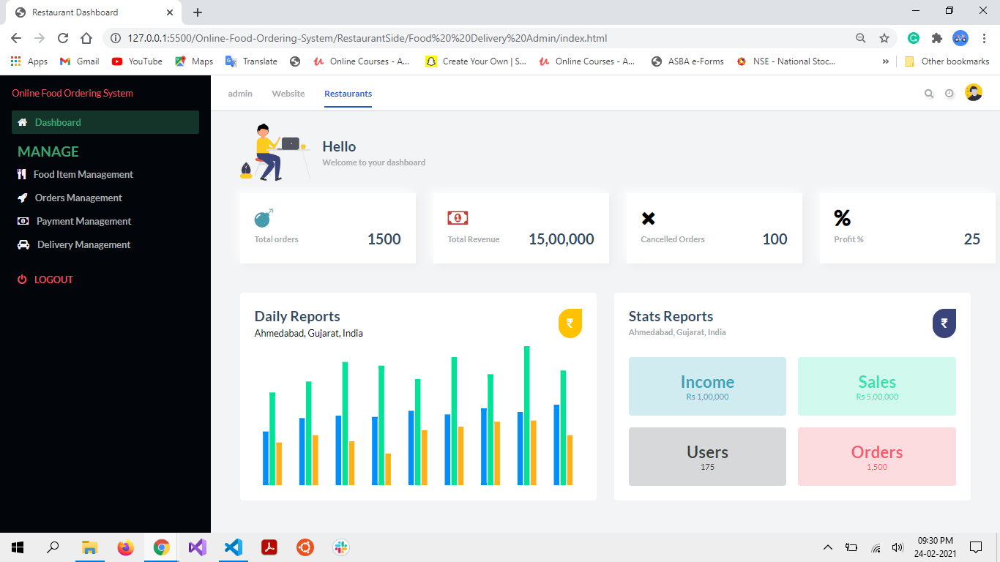 Restaurant Dashboard
127.0.0.1:5500/Online-Food-Ordering-System/RestaurantSide/Food%20%20Delivery%20Admin/index.html
Apps Gmail YouTube Maps Translate Online Courses - A... Create Your Own | S... Online Courses - A... ASBA e-Forms NSE - National Stoc... » Other bookmarks
Online Food Ordering System
Dashboard
MANAGE
Food Item Management
Orders Management
Payment Management
Delivery Management
LOGOUT
admin Website Restaurants
Hello
Welcome to your dashboard
Total orders 1500
Total Revenue 15,00,000
Cancelled Orders 100
%
Profit % 25
Daily Reports
Ahmedabad, Gujarat, India
₹
Stats Reports
Ahmedabad, Gujarat, India
₹
Income
Rs 1,00,000
Sales
Rs 5,00,000
Users
175
Orders
1,500
09:30 PM
24-02-2021